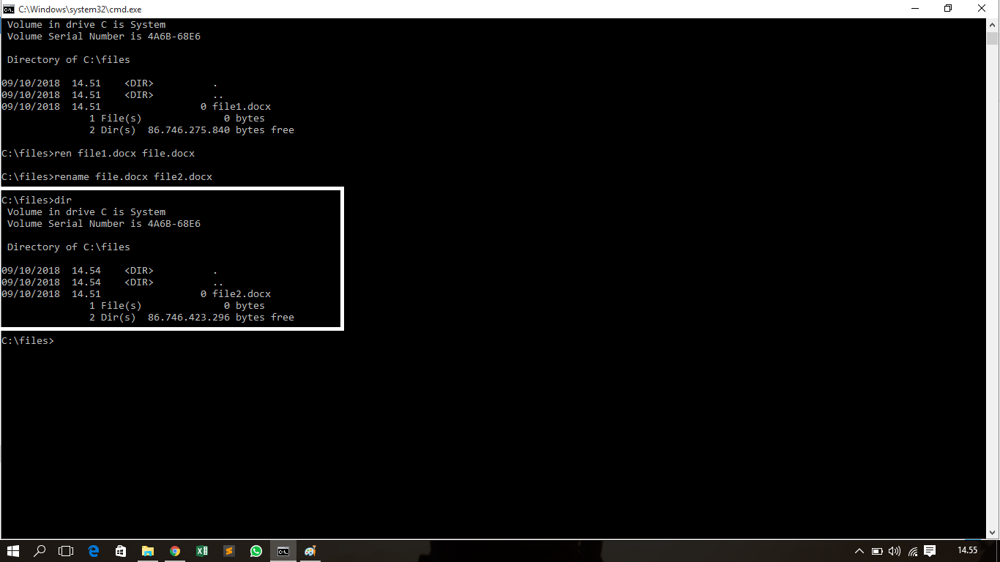 C:\Windows\system32\cmd.exe
Volume in drive C is System
Volume Serial Number is 4A6B-68E6
Directory of C:\files
09/10/2018  14.51    <DIR>          .
09/10/2018  14.51    <DIR>          ..
09/10/2018  14.51                 0 file1.docx
1 File(s)              0 bytes
2 Dir(s)  86.746.275.840 bytes free
C:\files>ren file1.docx file.docx
C:\files>rename file.docx file2.docx
C:\files>dir
Volume in drive C is System
Volume Serial Number is 4A6B-68E6
Directory of C:\files
09/10/2018  14.54    <DIR>          .
09/10/2018  14.54    <DIR>          ..
09/10/2018  14.51                 0 file2.docx
1 File(s)              0 bytes
2 Dir(s)  86.746.423.296 bytes free
C:\files>
14.55